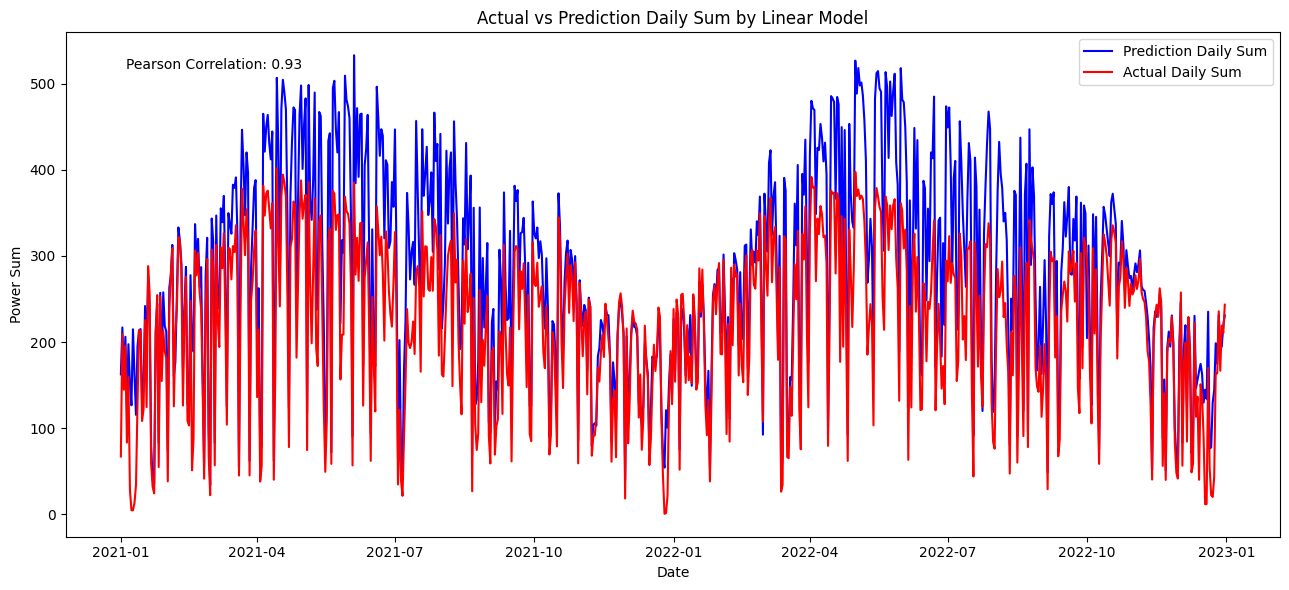 Actual vs Prediction Daily Sum by Linear Model
Pearson Correlation: 0.93
Prediction Daily Sum
Actual Daily Sum
Power Sum
500
400
300
200
100
0
2021-01
2021-04
2021-07
2021-10
2022-01
2022-04
2022-07
2022-10
2023-01
Date